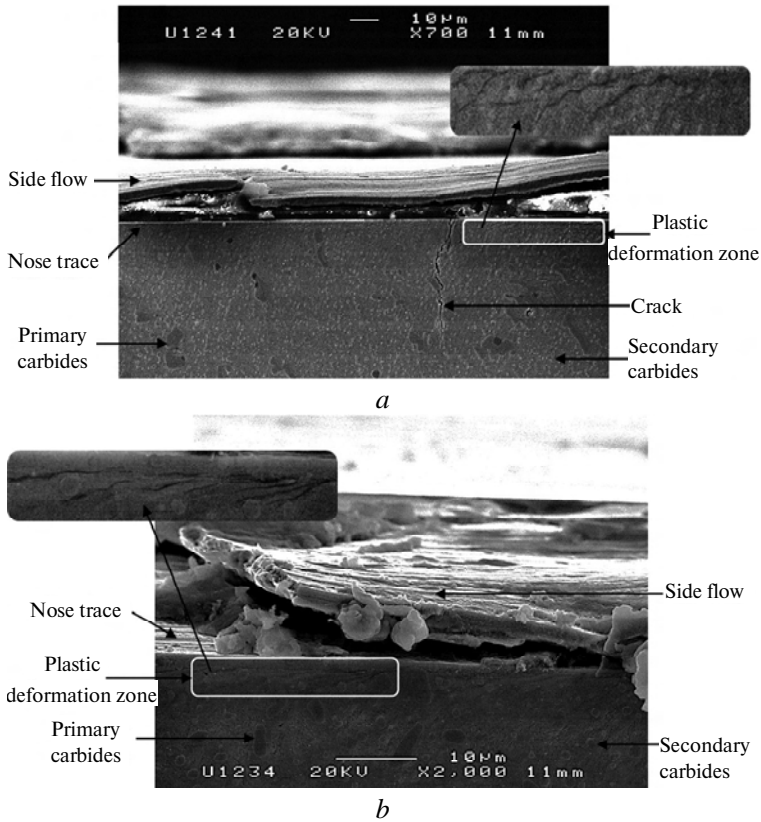 10µm
U1241 20KV X700 11mm
Side flow
Nose trace
Plastic
deformation zone
Crack
Primary
carbides
Secondary
carbides
a
Nose trace
Side flow
Plastic
deformation zone
Primary
carbides
Secondary
carbides
10µm
U1234 20KV X2,000 11mm
b